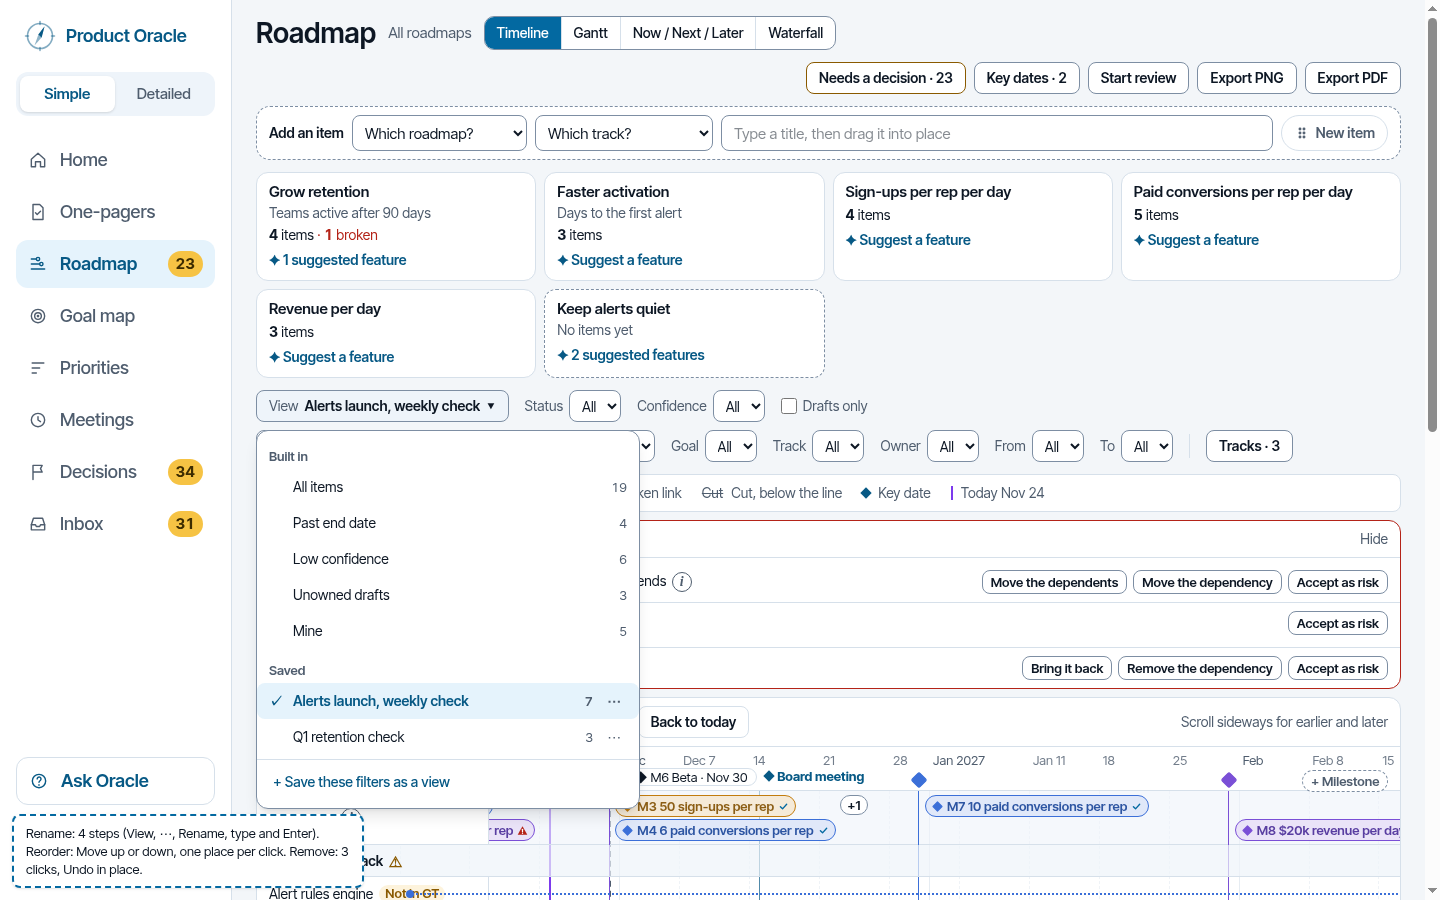 Product Oracle
Simple
Detailed
Home
One-pagers
Roadmap 23
Goal map
Priorities
Meetings
Decisions 34
Inbox 31
Ask Oracle
Rename: 4 steps (View, ···, Rename, type and Enter).
Reorder: Move up or down, one place per click. Remove: 3
clicks, Undo in place.
Roadmap All roadmaps Timeline Gantt Now / Next / Later Waterfall
Needs a decision · 23 Key dates · 2 Start review Export PNG Export PDF
Add an item Which roadmap? Which track? Type a title, then drag it into place New item
Grow retention
Teams active after 90 days
4 items · 1 broken
1 suggested feature
Faster activation
Days to the first alert
3 items
Suggest a feature
Sign-ups per rep per day
4 items
Suggest a feature
Paid conversions per rep per day
5 items
Suggest a feature
Revenue per day
3 items
Suggest a feature
Keep alerts quiet
No items yet
2 suggested features
View Alerts launch, weekly check ▼ Status All Confidence All Drafts only
Goal All Track All Owner All From All To All Tracks · 3
Built in
All items 19
Past end date 4
Low confidence 6
Unowned drafts 3
Mine 5
Saved
✓ Alerts launch, weekly check 7 ···
Q1 retention check 3 ···
+ Save these filters as a view
ken link Cut Cut, below the line Key date Today Nov 24
Hide
ends i Move the dependents Move the dependency Accept as risk
Accept as risk
Bring it back Remove the dependency Accept as risk
Back to today Scroll sideways for earlier and later
c Dec 7 14 21 28 Jan 2027 Jan 11 18 25 Feb Feb 8 15
M6 Beta · Nov 30 Board meeting + Milestone
M3 50 sign-ups per rep ✓ +1 M7 10 paid conversions per rep ✓
rep M4 6 paid conversions per rep ✓ M8 $20k revenue per da
ack
Alert rules engine Not in GT